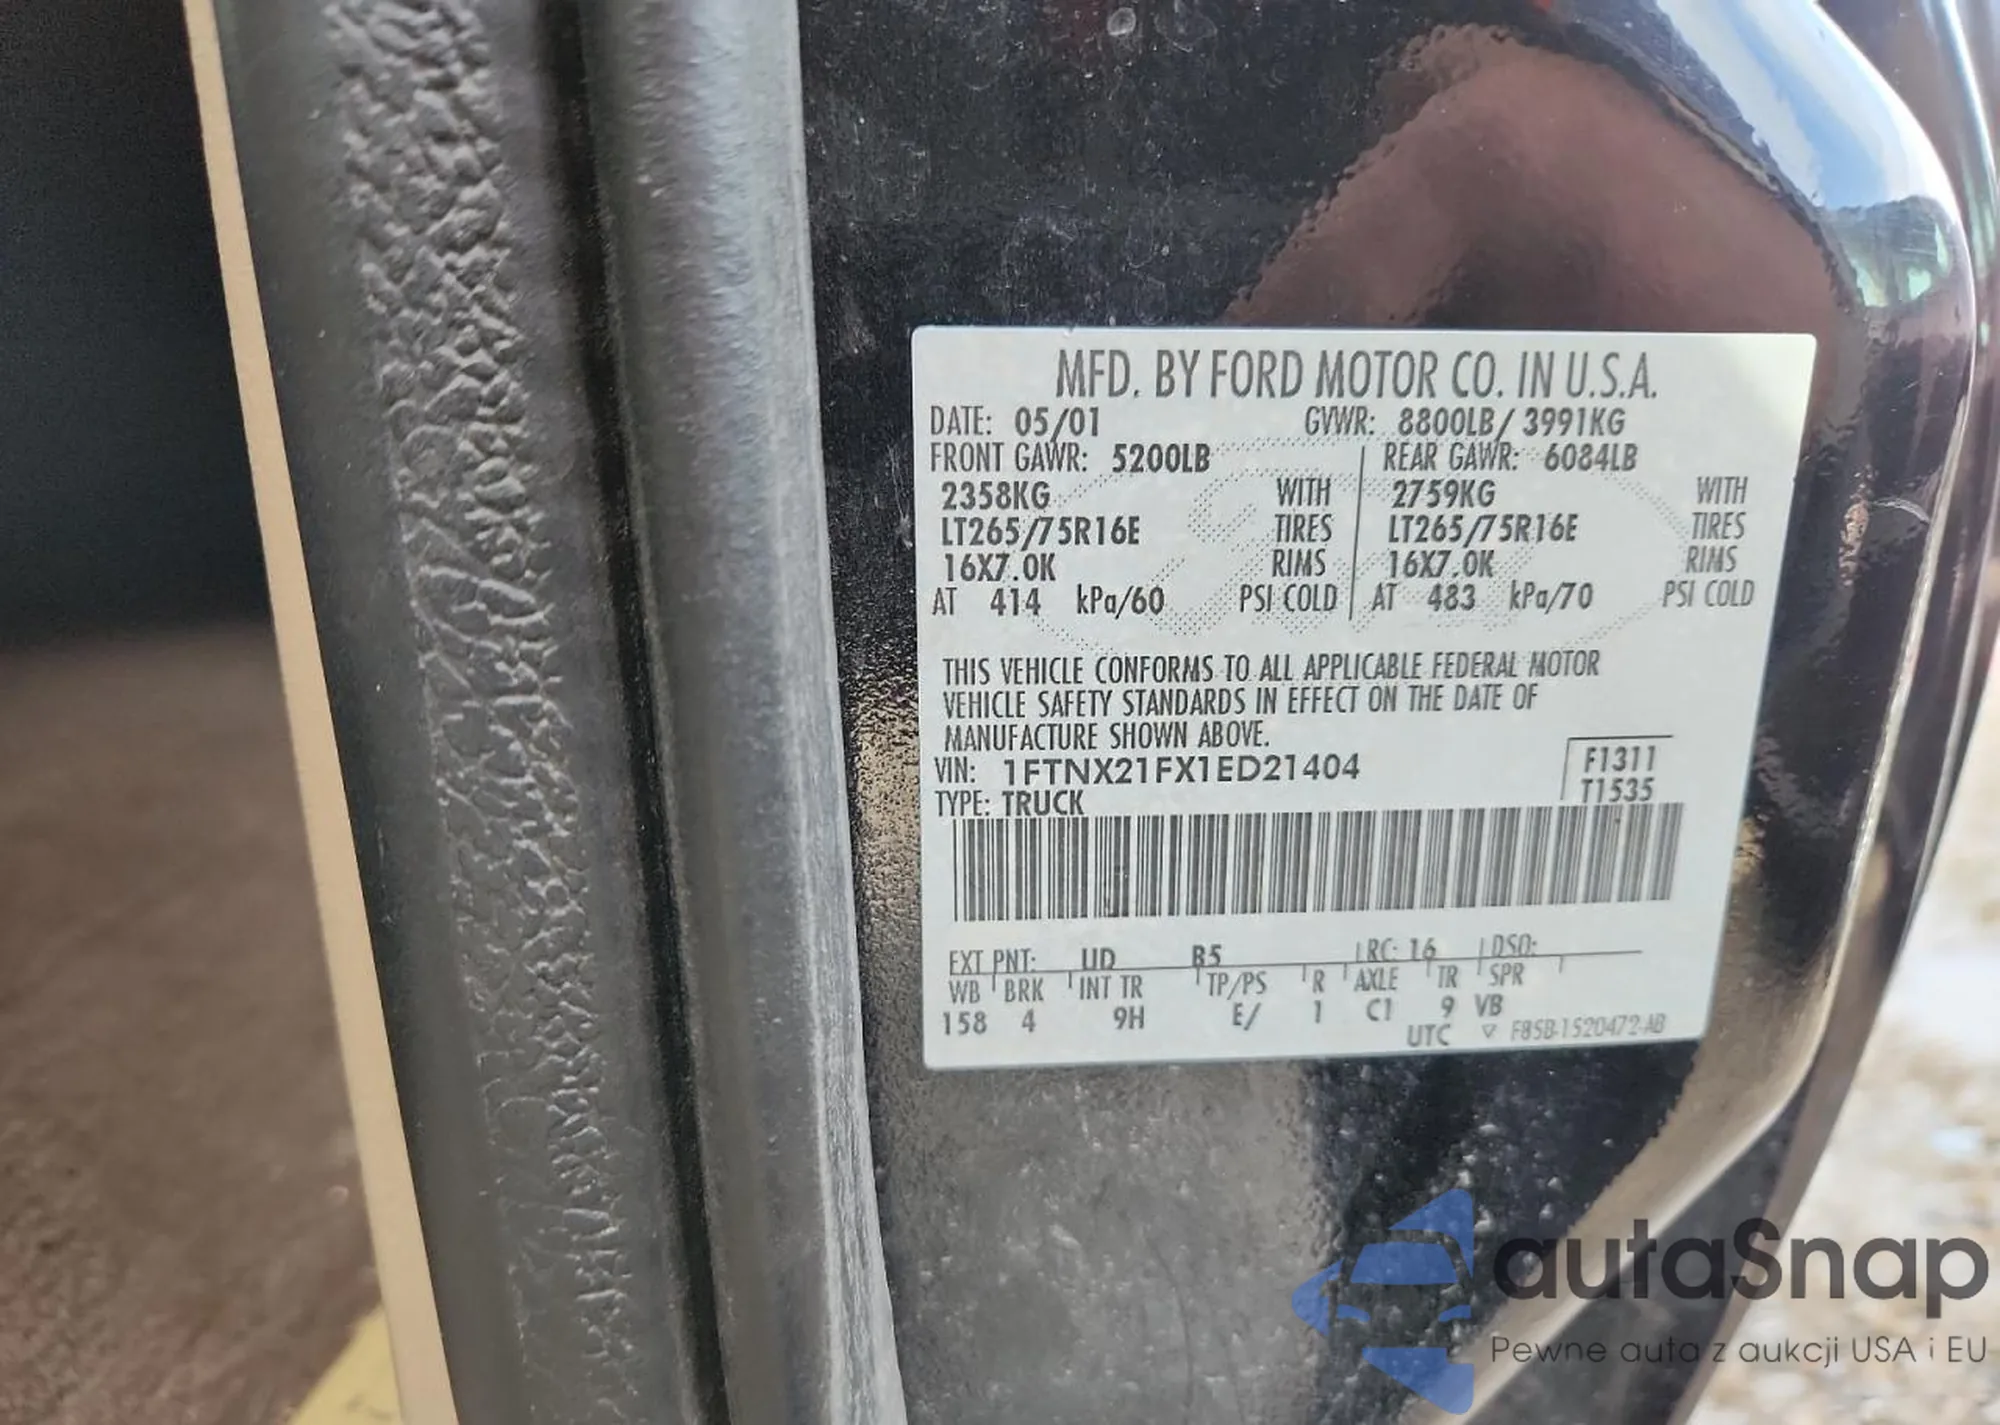 MFD. BY FORD MOTOR CO. IN U.S.A.
DATE: 05/01 GVWR: 8800LB/ 3991KG
FRONT GAWR: 5200LB REAR GAWR: 6084LB
2358KG WITH 2759KG WITH
LT265/75R16E TIRES LT265/75R16E TIRES
16X7.0K RIMS 16X7.0K RIMS
AT 414 kPa/60 PSI COLD AT 483 kPa/70 PSI COLD
THIS VEHICLE CONFORMS TO ALL APPLICABLE FEDERAL MOTOR
VEHICLE SAFETY STANDARDS IN EFFECT ON THE DATE OF
MANUFACTURE SHOWN ABOVE.
VIN: 1FTNX21FX1ED21404 F1311
TYPE: TRUCK T1535
EXT PNT: UD B5 RC: 16 DSO:
WB BRK INT TR TP/PS R AXLE TR SPR
158 4 9H E/ 1 C1 9 VB
UTC ▽ F85B-1520472-AB
autaSnap
Pewne auta z aukcji USA i EU